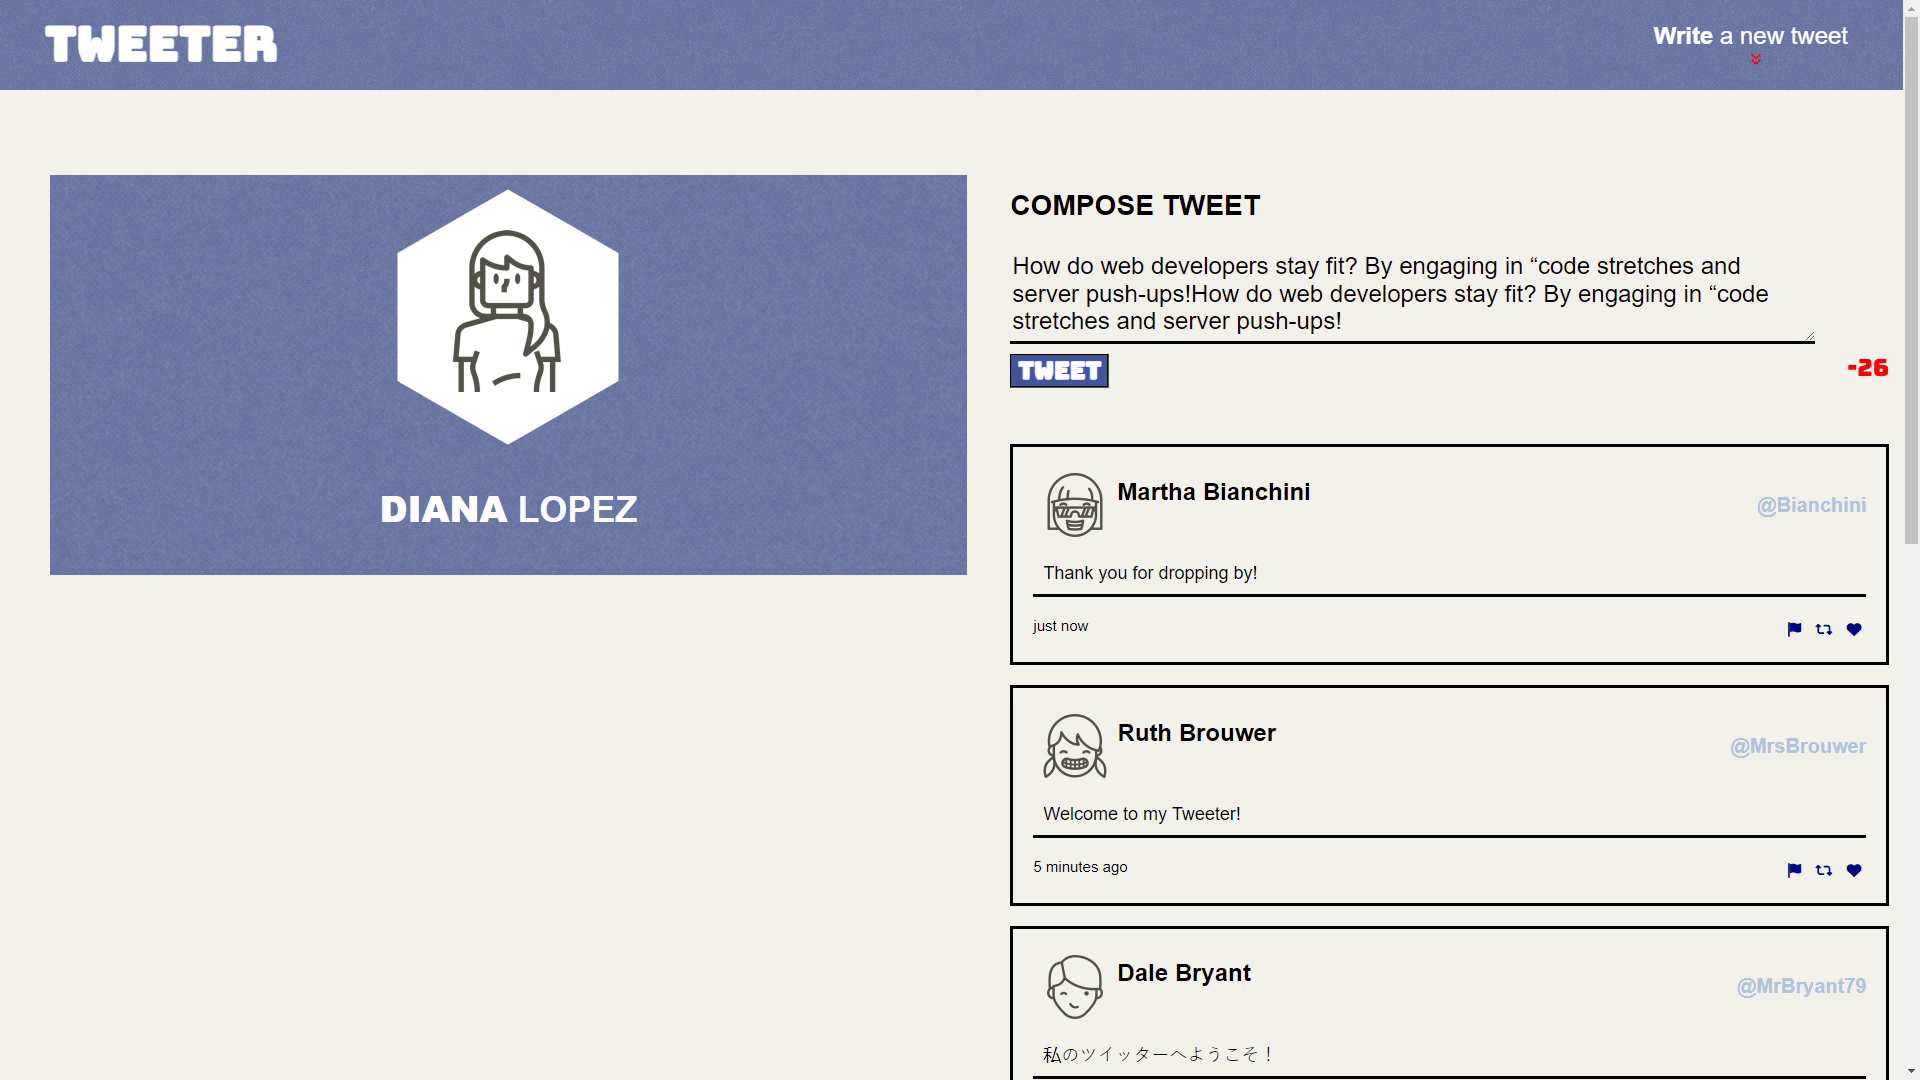 TWEETER
Write a new tweet
DIANA LOPEZ
COMPOSE TWEET
How do web developers stay fit? By engaging in “code stretches and
server push-ups!How do web developers stay fit? By engaging in “code
stretches and server push-ups!
TWEET
-26
Martha Bianchini
@Bianchini
Thank you for dropping by!
just now
Ruth Brouwer
@MrsBrouwer
Welcome to my Tweeter!
5 minutes ago
Dale Bryant
@MrBryant79
私のツイッターへようこそ！